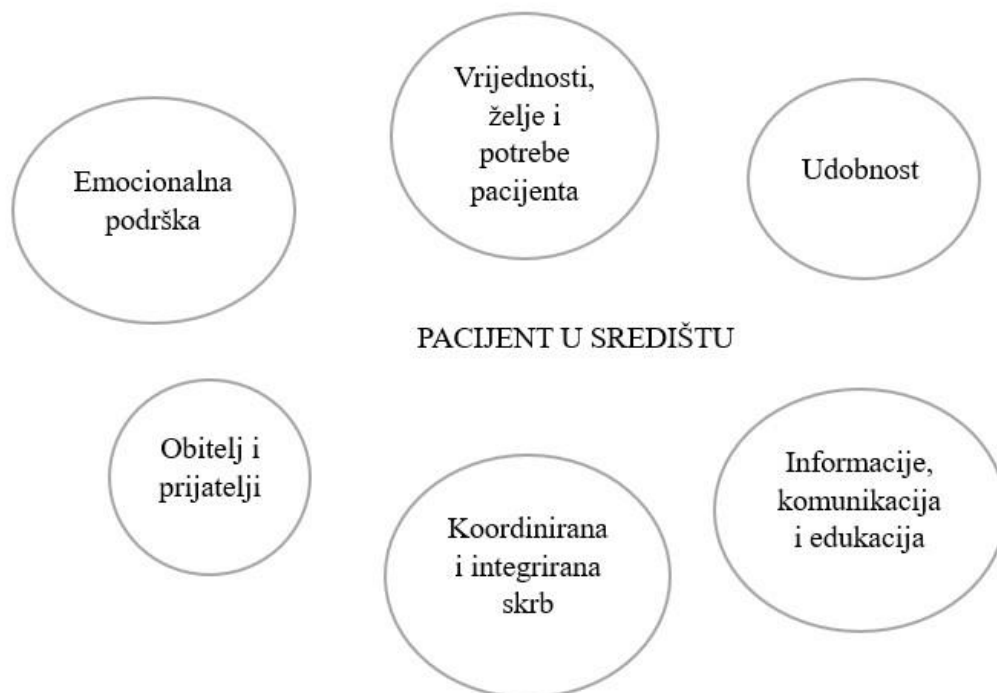 Vrijednosti,
želje i
potrebe
pacijenta
Emocionalna
podrška
Udobnost
PACIJENT U SREDIŠTU
Obitelj i
prijatelji
Koordinirana
i integrirana
skrb
Informacije,
komunikacija
i edukacija